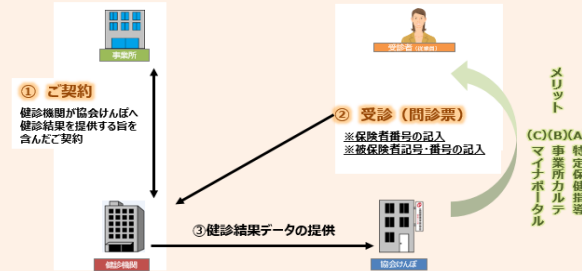 事業所
受診者（従業員）
① ご契約
健診機関が協会けんぽへ
健診結果を提供する旨を
含んだご契約
② 受診（問診票）
※保険者番号の記入
※被保険者記号・番号の記入
メリット
(A)特定保健指導
(B)事業所カルテ
(C)マイナポータル
③健診結果データの提供
健診機関
協会けんぽ